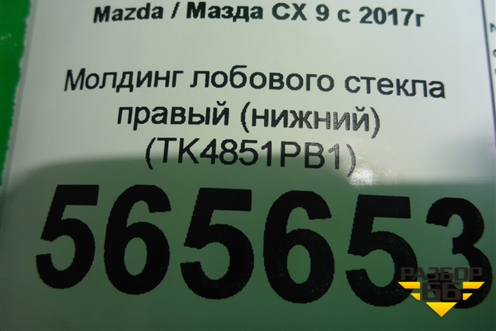 Mazda / Мазда CX 9 с 2017г
Молдинг лобового стекла
правый (нижний)
(TK4851PB1)
565653
РАЗБОР
66